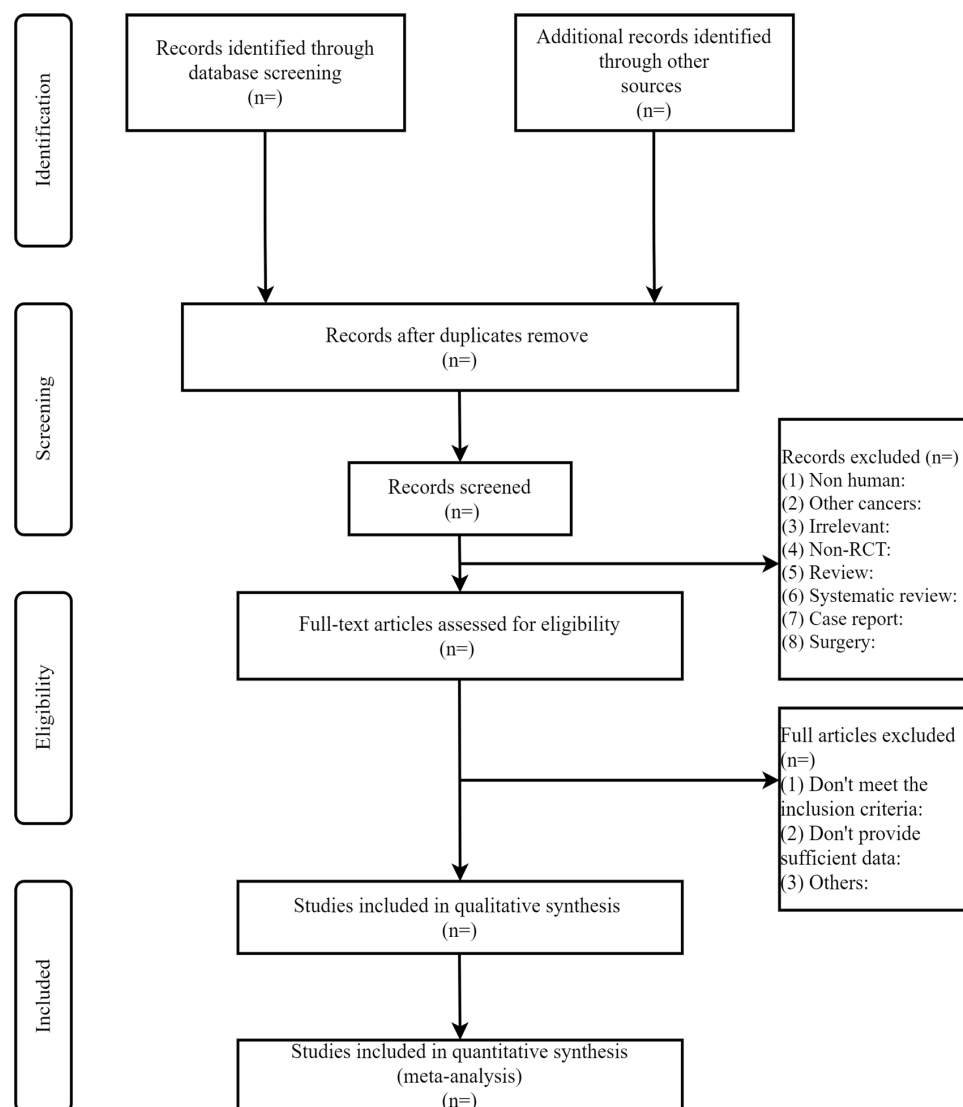 Identification
Records identified through
database screening
(n=)
Additional records identified
through other
sources
(n=)
Screening
Records after duplicates remove
(n=)
Records screened
(n=)
Records excluded (n=)
(1) Non human:
(2) Other cancers:
(3) Irrelevant:
(4) Non-RCT:
(5) Review:
(6) Systematic review:
(7) Case report:
(8) Surgery:
Eligibility
Full-text articles assessed for eligibility
(n=)
Full articles excluded
(n=)
(1) Don't meet the
inclusion criteria:
(2) Don't provide
sufficient data:
(3) Others:
Included
Studies included in qualitative synthesis
(n=)
Studies included in quantitative synthesis
(meta-analysis)
(n=)